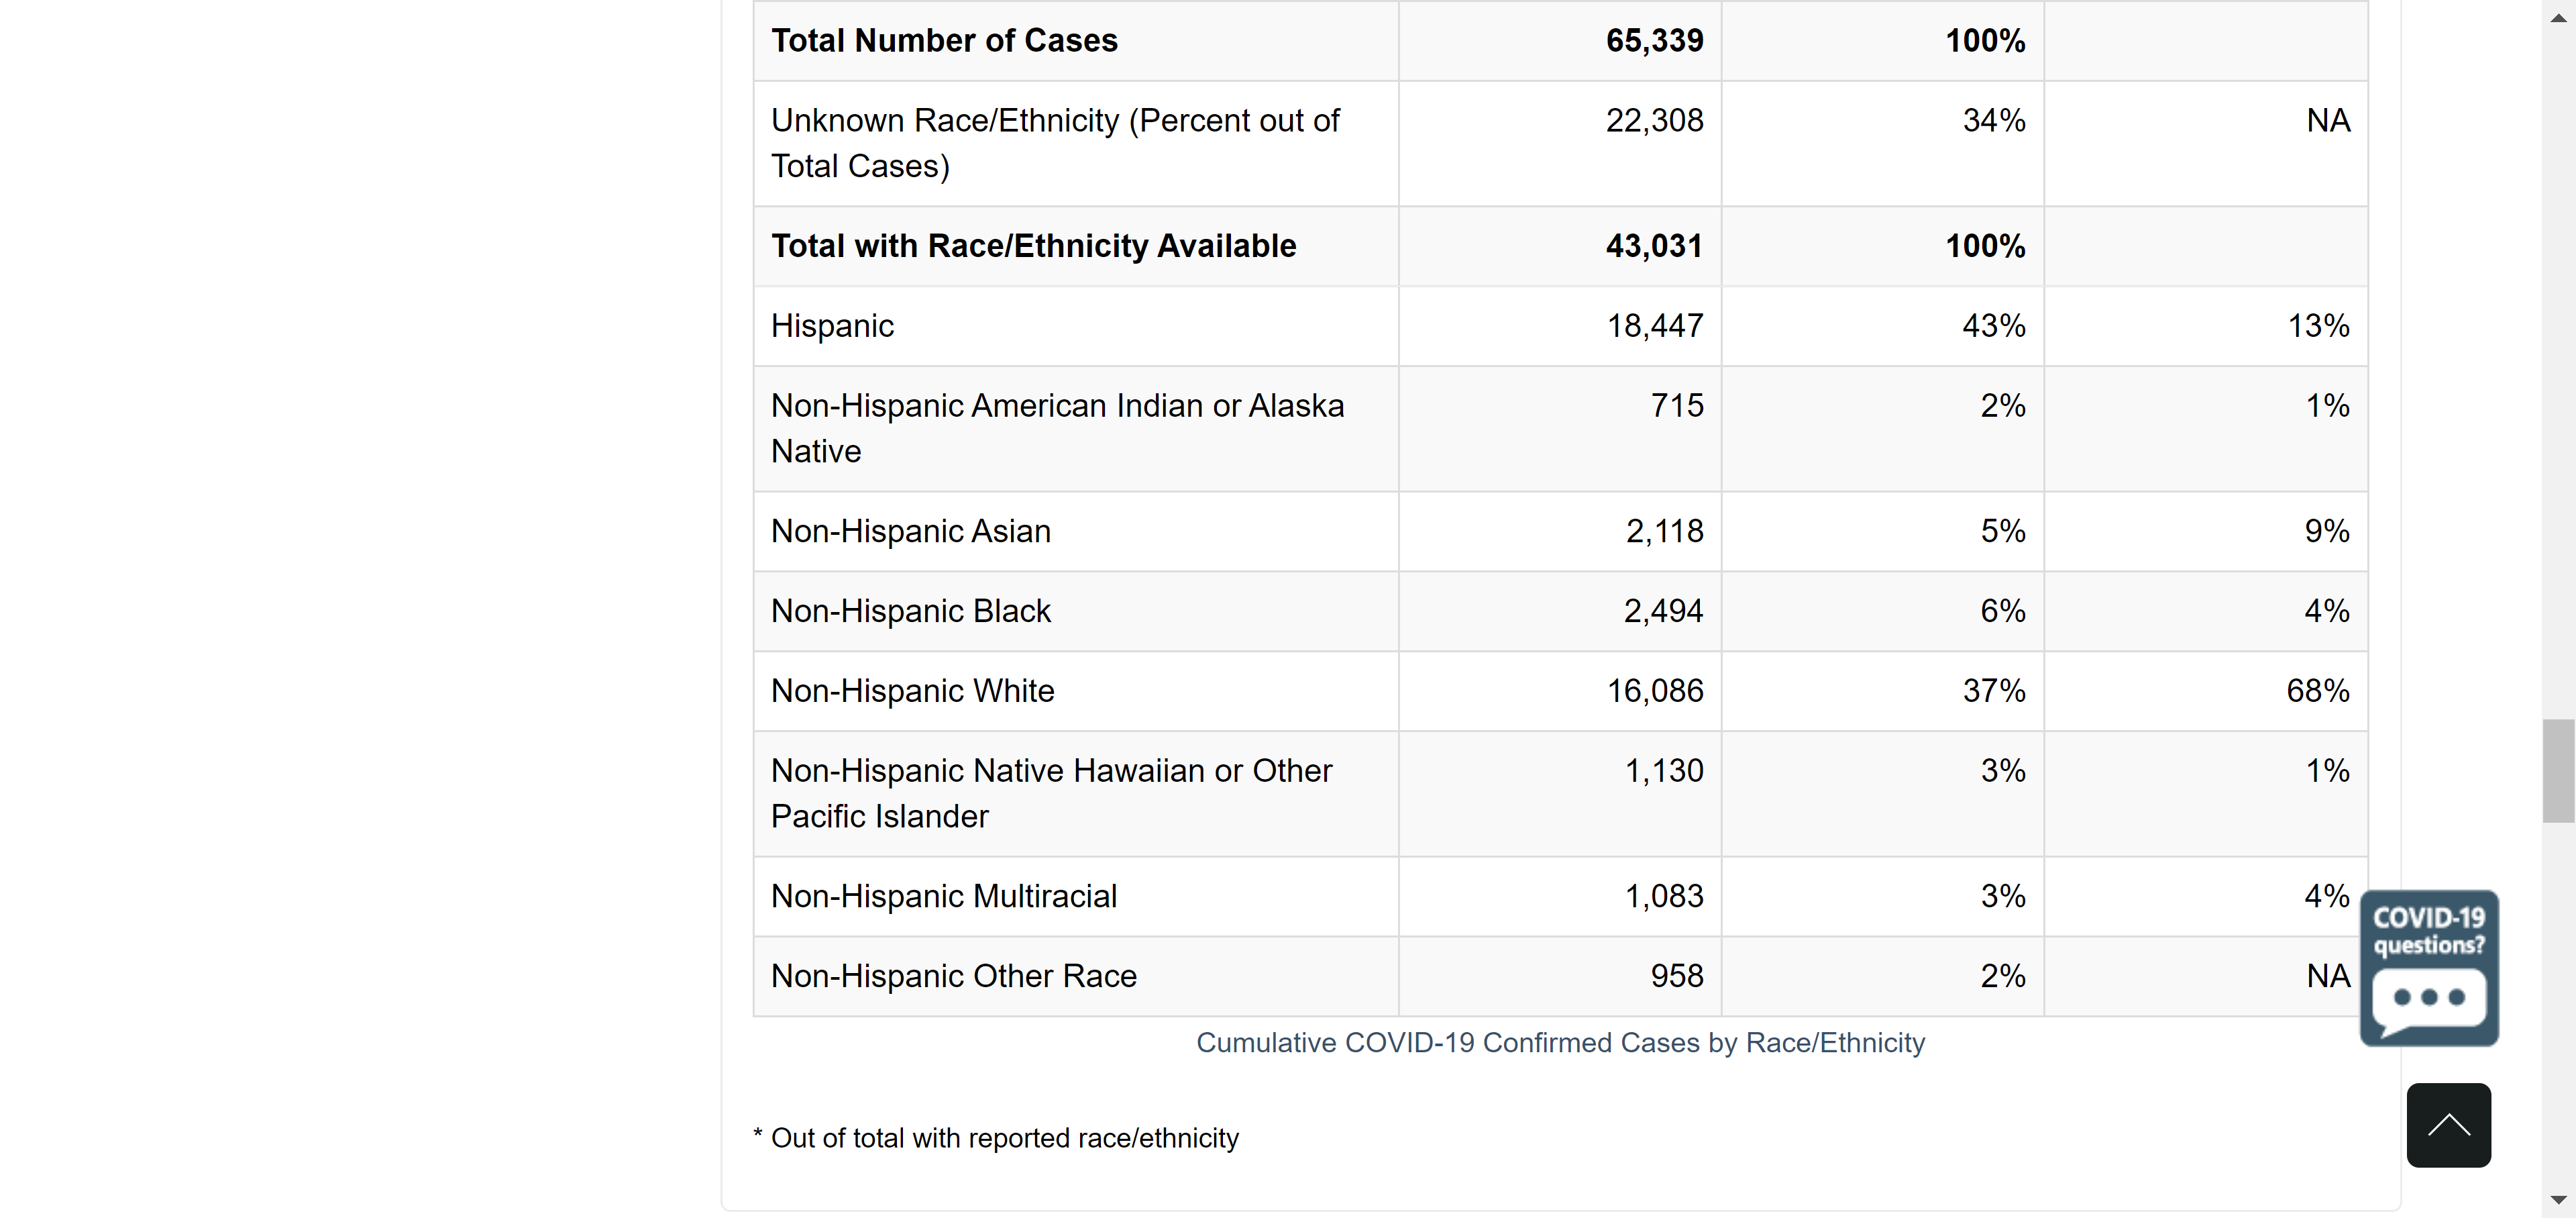 Total Number of Cases 65,339 100%
Unknown Race/Ethnicity (Percent out of 22,308 34% NA
Total Cases)
Total with Race/Ethnicity Available 43,031 100%
Hispanic 18,447 43% 13%
Non-Hispanic American Indian or Alaska 715 2% 1%
Native
Non-Hispanic Asian 2,118 5% 9%
Non-Hispanic Black 2,494 6% 4%
Non-Hispanic White 16,086 37% 68%
Non-Hispanic Native Hawaiian or Other 1,130 3% 1%
Pacific Islander
Non-Hispanic Multiracial 1,083 3% 4%
Non-Hispanic Other Race 958 2% NA
COVID-19
questions?
Cumulative COVID-19 Confirmed Cases by Race/Ethnicity
* Out of total with reported race/ethnicity